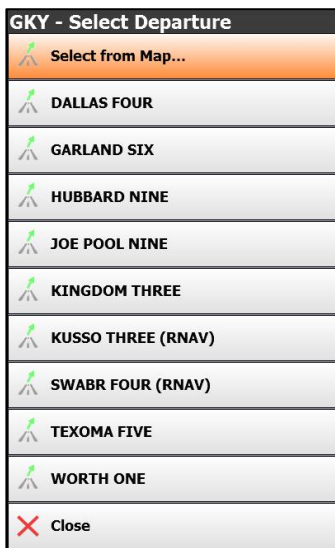 GKY - Select Departure
Select from Map...
DALLAS FOUR
GARLAND SIX
HUBBARD NINE
JOE POOL NINE
KINGDOM THREE
KUSSO THREE (RNAV)
SWABR FOUR (RNAV)
TEXOMA FIVE
WORTH ONE
Close